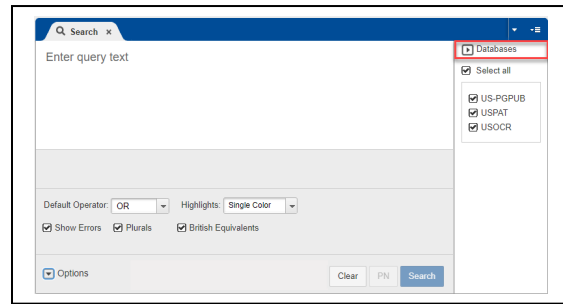 Search ×
Enter query text
Databases
Select all
US-PGPUB
USPAT
USOCR
Default Operator: OR Highlights: Single Color
Show Errors Plurals British Equivalents
Options Clear PN Search